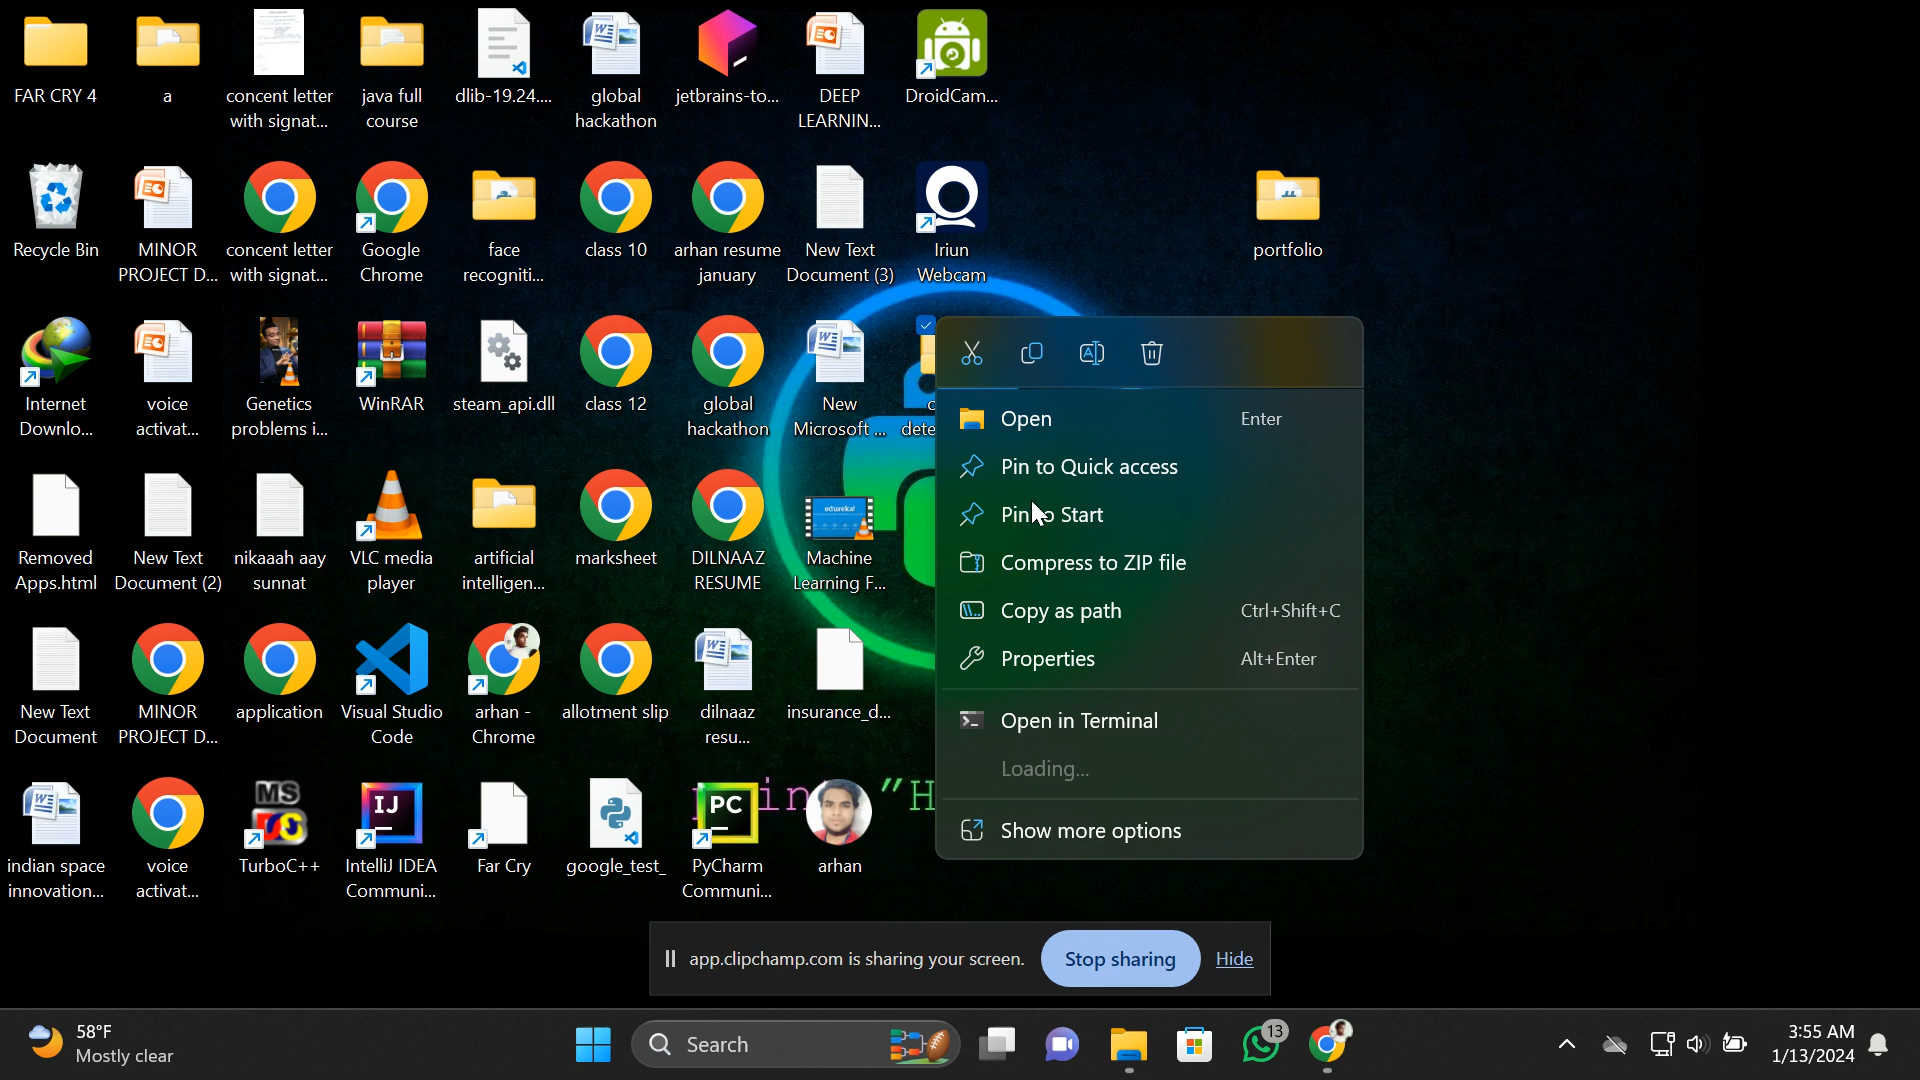 FAR CRY 4
a
concent letter
with signat...
java full
course
dlib-19.24....
global
hackathon
jetbrains-to...
DEEP
LEARNIN...
DroidCam...
Recycle Bin
MINOR
PROJECT D...
concent letter
with signat...
Google
Chrome
face
recogniti...
class 10
arhan resume
january
New Text
Document (3)
Iriun
Webcam
portfolio
Internet
Downlo...
voice
activat...
Genetics
problems i...
WinRAR
steam_api.dll
class 12
global
hackathon
New
Microsoft ...
c
dete
Open Enter
Pin to Quick access
Pin to Start
Compress to ZIP file
Copy as path Ctrl+Shift+C
Properties Alt+Enter
Open in Terminal
Loading...
Show more options
Removed
Apps.html
New Text
Document (2)
nikaaah aay
sunnat
VLC media
player
artificial
intelligen...
marksheet
DILNAAZ
RESUME
edureka!
Machine
Learning F...
New Text
Document
MINOR
PROJECT D...
application
Visual Studio
Code
arhan -
Chrome
allotment slip
dilnaaz
resu...
insurance_d...
indian space
innovation...
voice
activat...
MS
TurboC++
IJ
IntelliJ IDEA
Communi...
Far Cry
google_test_
PC
PyCharm
Communi...
arhan
in "H
app.clipchamp.com is sharing your screen. Stop sharing Hide
58°F
Mostly clear
Search
13
3:55 AM
1/13/2024